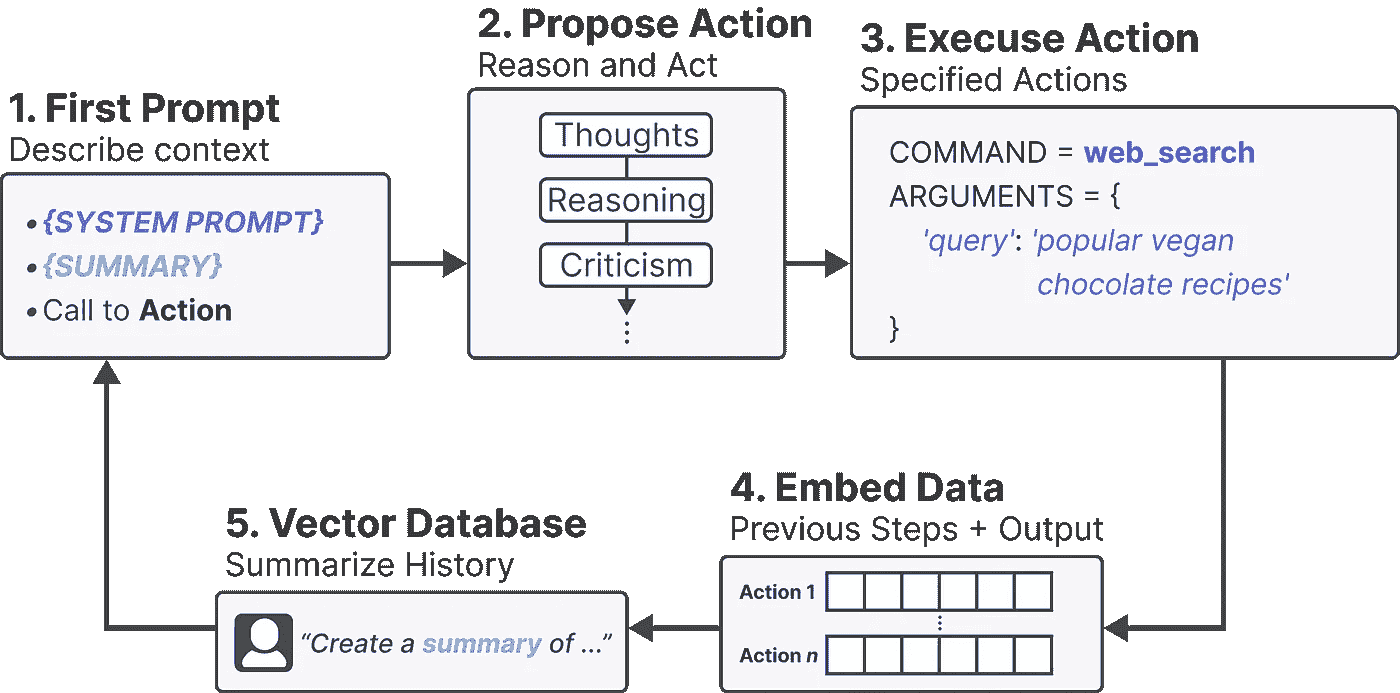 1. First Prompt
Describe context
• {SYSTEM PROMPT}
• {SUMMARY}
• Call to Action
2. Propose Action
Reason and Act
Thoughts
Reasoning
Criticism
⋮
3. Execuse Action
Specified Actions
COMMAND = web_search
ARGUMENTS = {
'query': 'popular vegan
chocolate recipes'
}
4. Embed Data
Previous Steps + Output
Action 1
⋮
Action n
5. Vector Database
Summarize History
“Create a summary of ...”